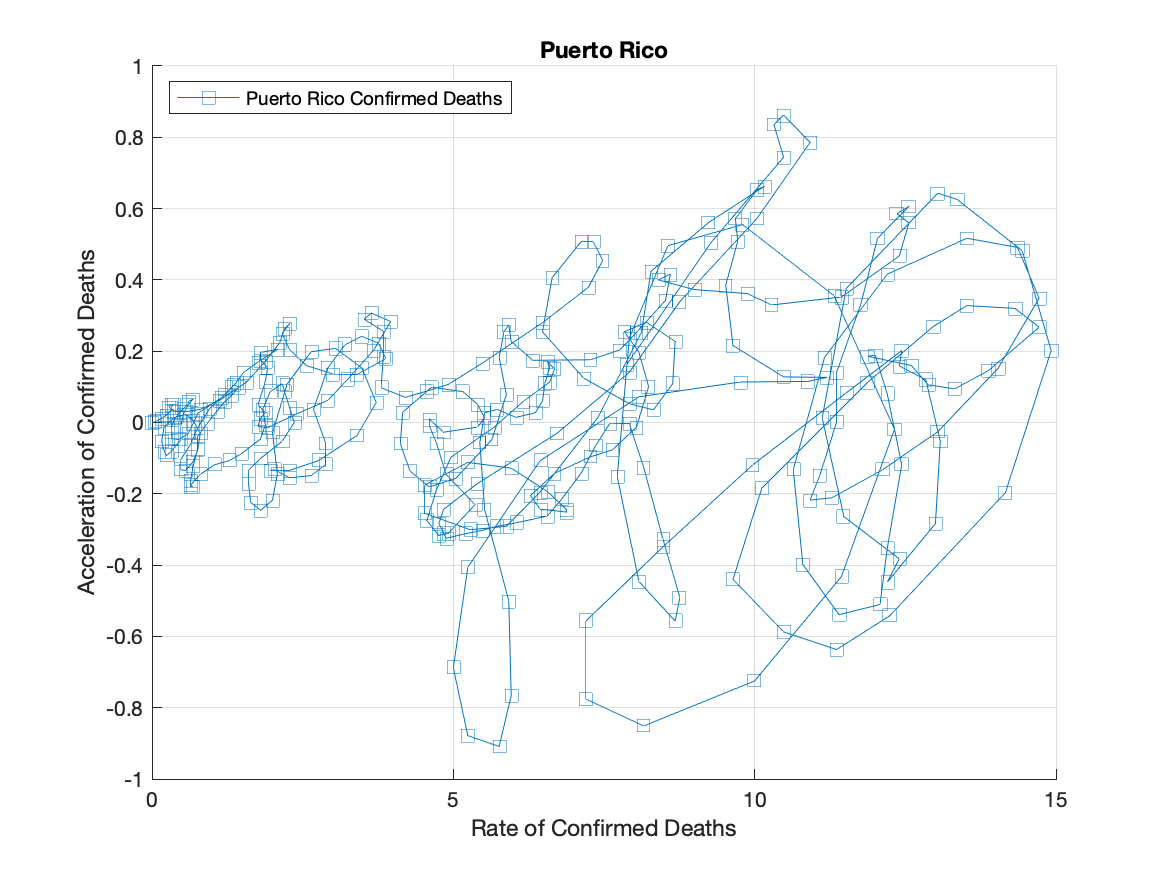 Puerto Rico
Puerto Rico Confirmed Deaths
1
0.8
0.6
0.4
0.2
0
-0.2
-0.4
-0.6
-0.8
-1
Acceleration of Confirmed Deaths
0 5 10 15
Rate of Confirmed Deaths